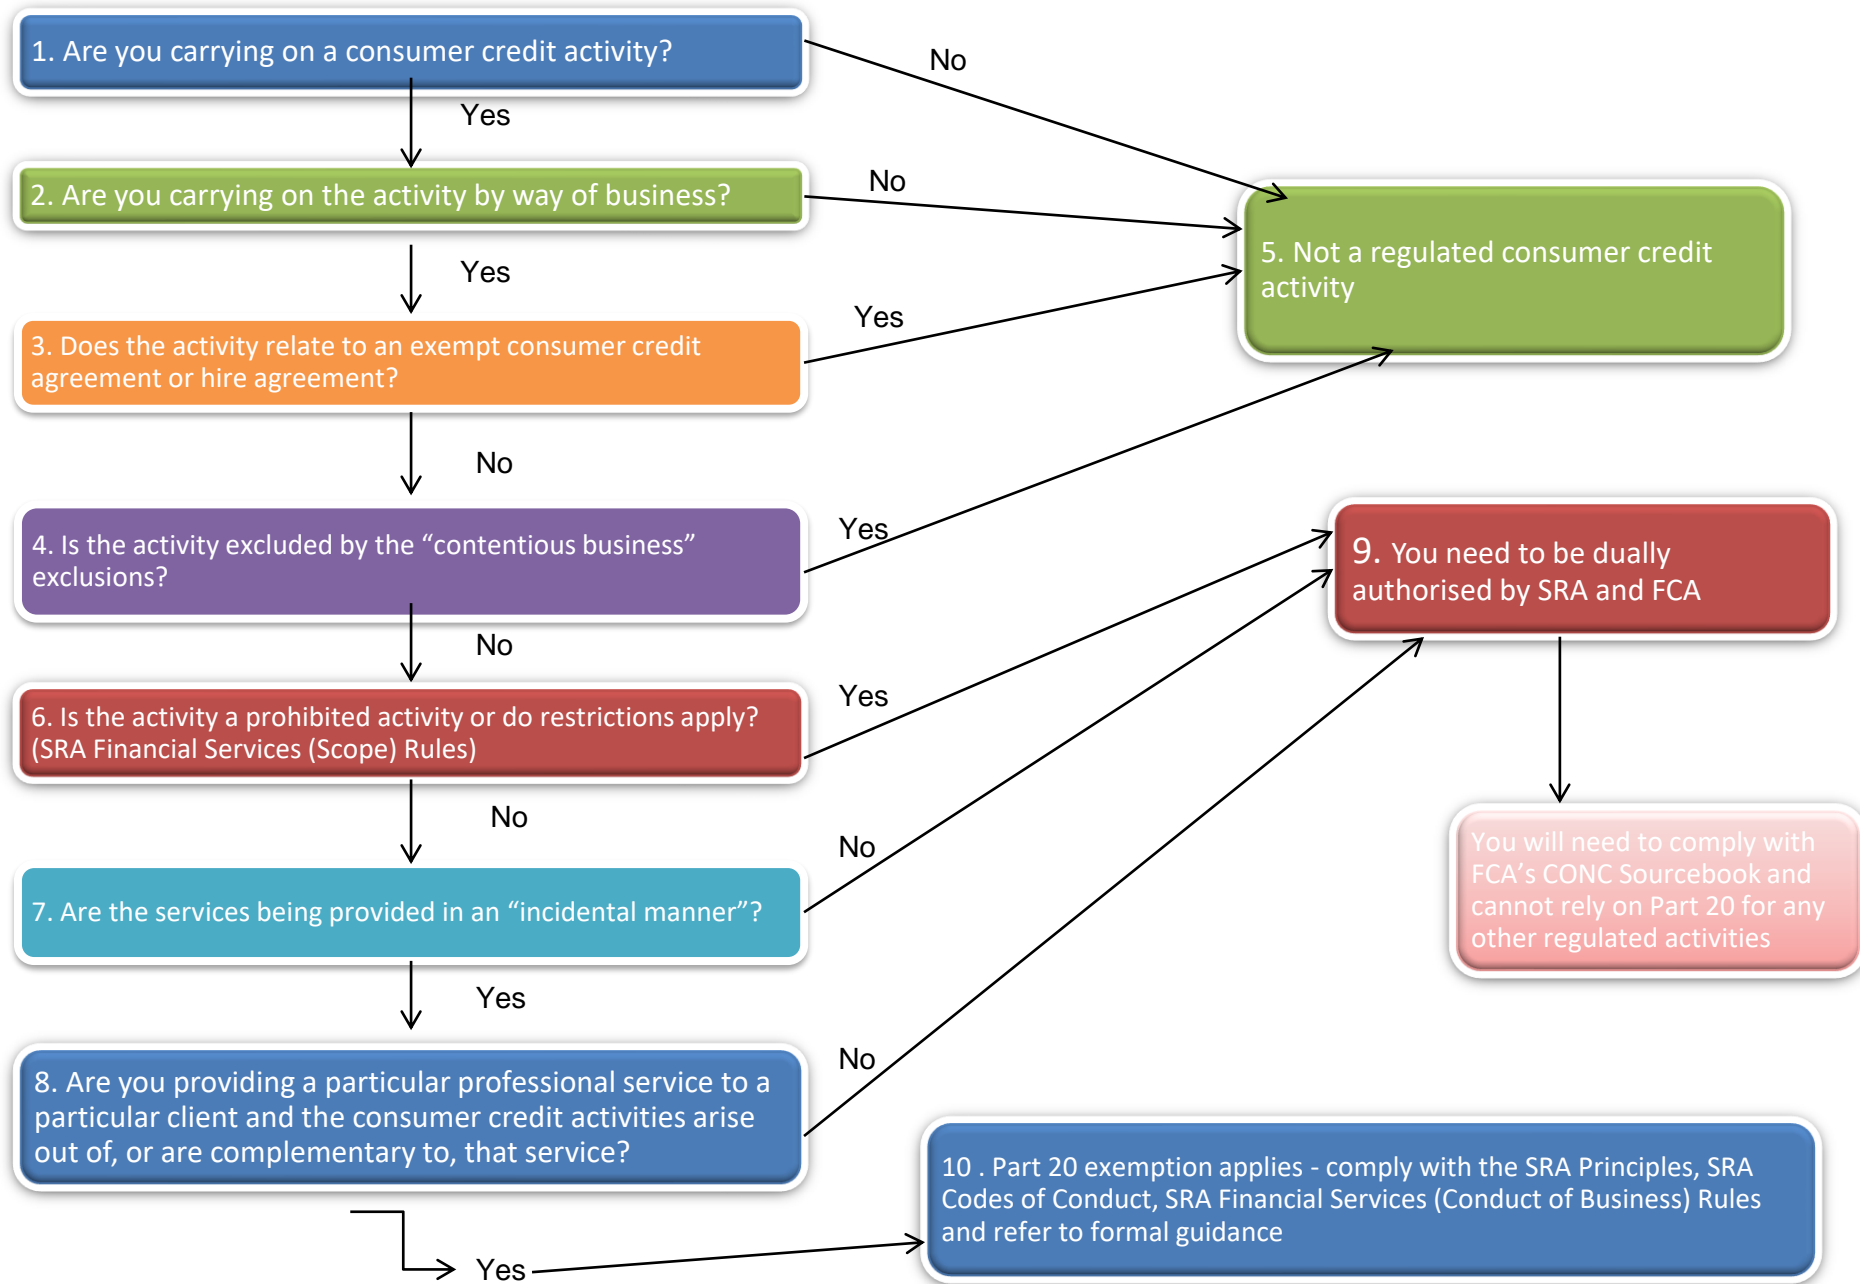 1. Are you carrying on a consumer credit activity?
No
Yes
2. Are you carrying on the activity by way of business?
No
5. Not a regulated consumer credit
activity
Yes
3. Does the activity relate to an exempt consumer credit
agreement or hire agreement?
Yes
No
4. Is the activity excluded by the “contentious business”
exclusions?
Yes
9. You need to be dually
authorised by SRA and FCA
No
6. Is the activity a prohibited activity or do restrictions apply?
(SRA Financial Services (Scope) Rules)
Yes
No
7. Are the services being provided in an “incidental manner”?
No
You will need to comply with
FCA’s CONC Sourcebook and
cannot rely on Part 20 for any
other regulated activities
Yes
8. Are you providing a particular professional service to a
particular client and the consumer credit activities arise
out of, or are complementary to, that service?
No
10 . Part 20 exemption applies - comply with the SRA Principles, SRA
Codes of Conduct, SRA Financial Services (Conduct of Business) Rules
and refer to formal guidance
Yes